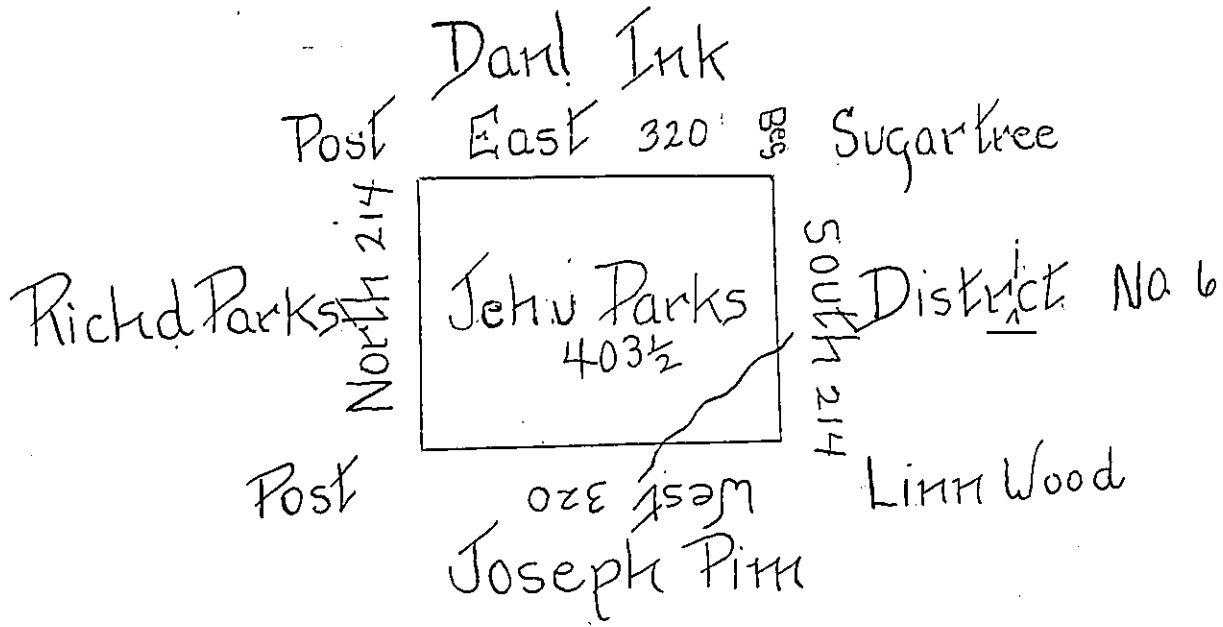 Danl Ink
Post East 320 Beg Sugartree
North 214
Richd Parks
Jehu Parks
403½
South 214
District No. 6
Post
West 320
Linn Wood
Joseph Pim